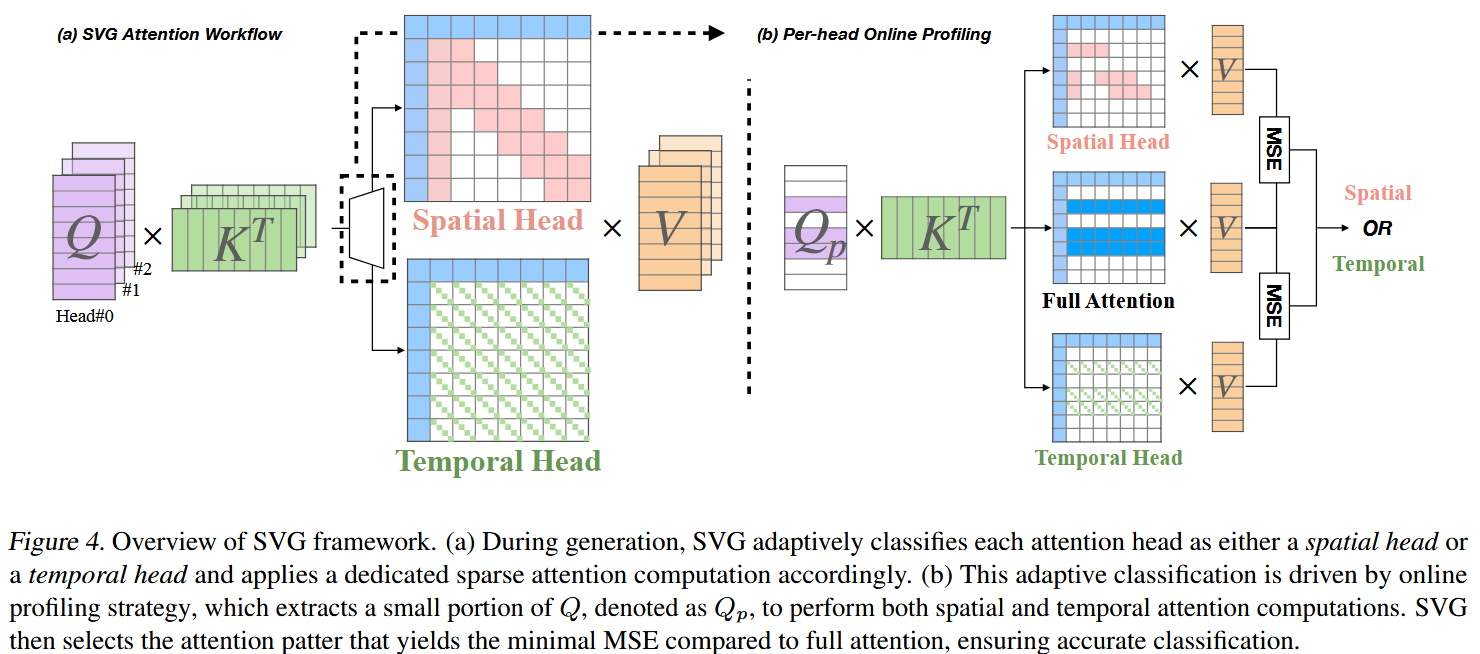 (a) SVG Attention Workflow
Q × K^T
#2
#1
Head#0
Spatial Head
× V
Temporal Head
(b) Per-head Online Profiling
Q_p × K^T
× V
Spatial Head
MSE
× V
Full Attention
MSE
× V
Temporal Head
Spatial
OR
Temporal
Figure 4. Overview of SVG framework. (a) During generation, SVG adaptively classifies each attention head as either a spatial head or
a temporal head and applies a dedicated sparse attention computation accordingly. (b) This adaptive classification is driven by online
profiling strategy, which extracts a small portion of Q, denoted as Q_p, to perform both spatial and temporal attention computations. SVG
then selects the attention patter that yields the minimal MSE compared to full attention, ensuring accurate classification.